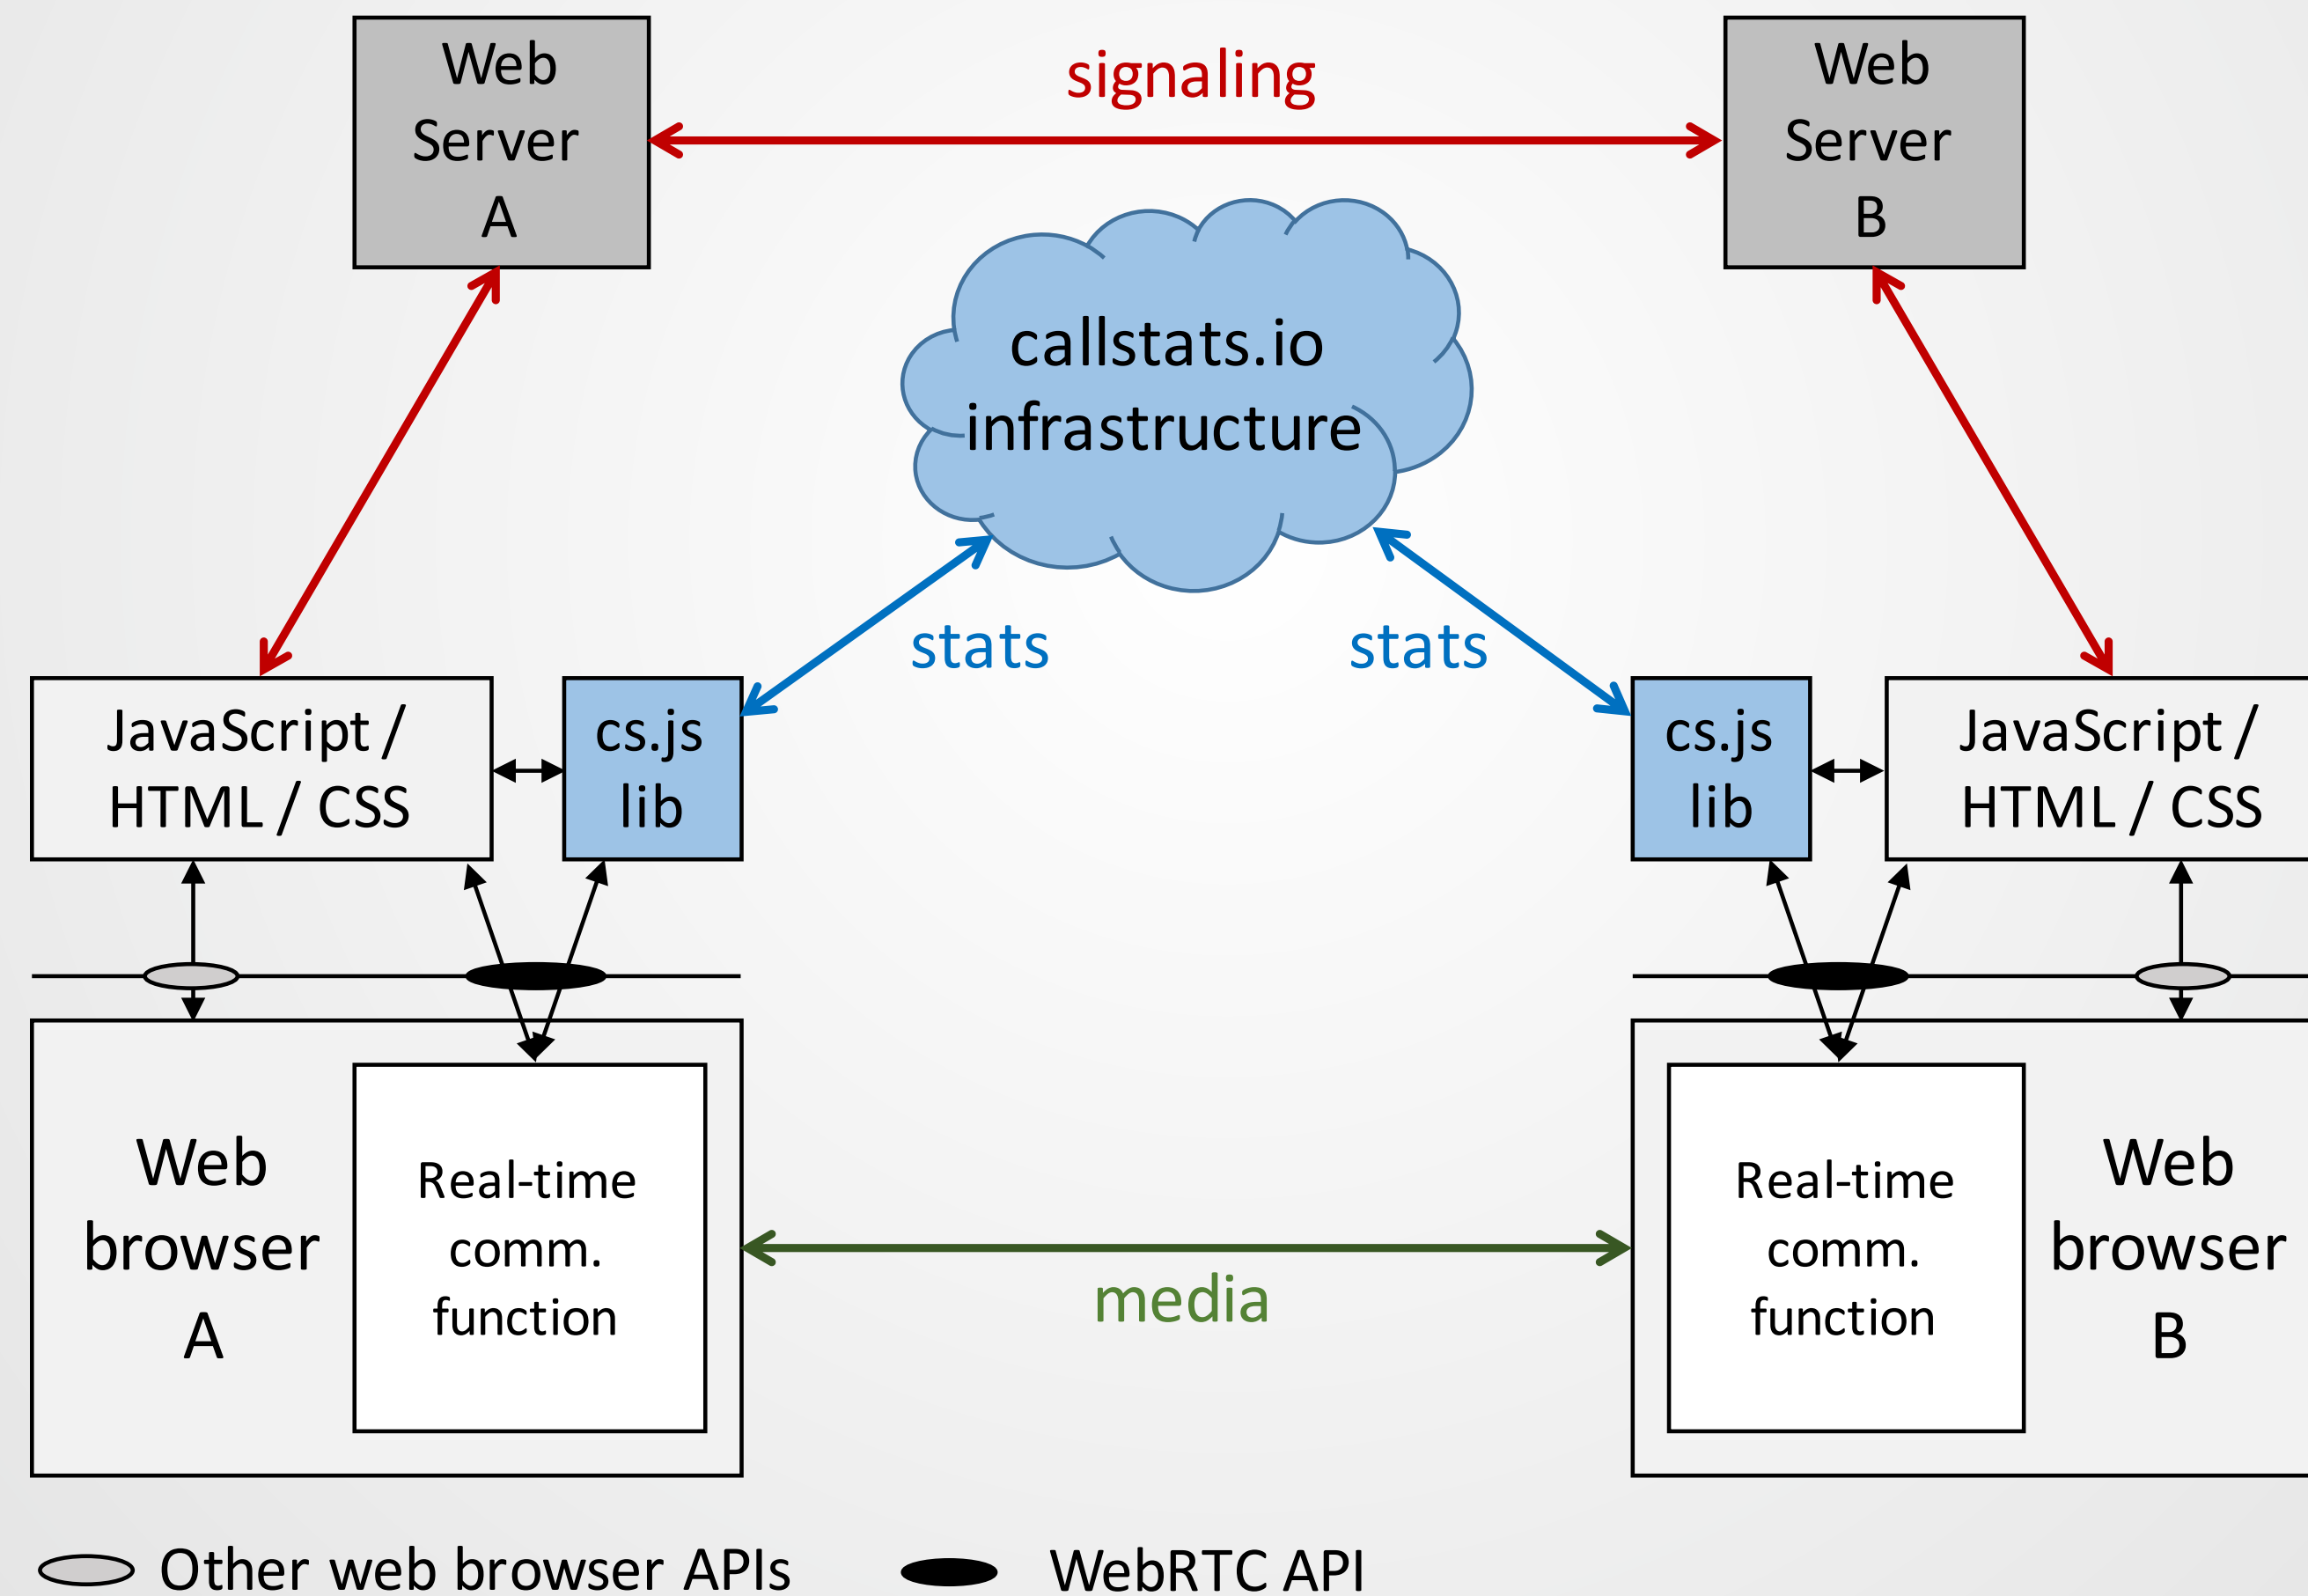 Web
Server
A
signaling
Web
Server
B
callstats.io
infrastructure
stats
stats
JavaScript /
HTML / CSS
cs.js
lib
cs.js
lib
JavaScript /
HTML / CSS
Web
browser
A
Real-time
comm.
function
media
Real-time
comm.
function
Web
browser
B
Other web browser APIs
WebRTC API